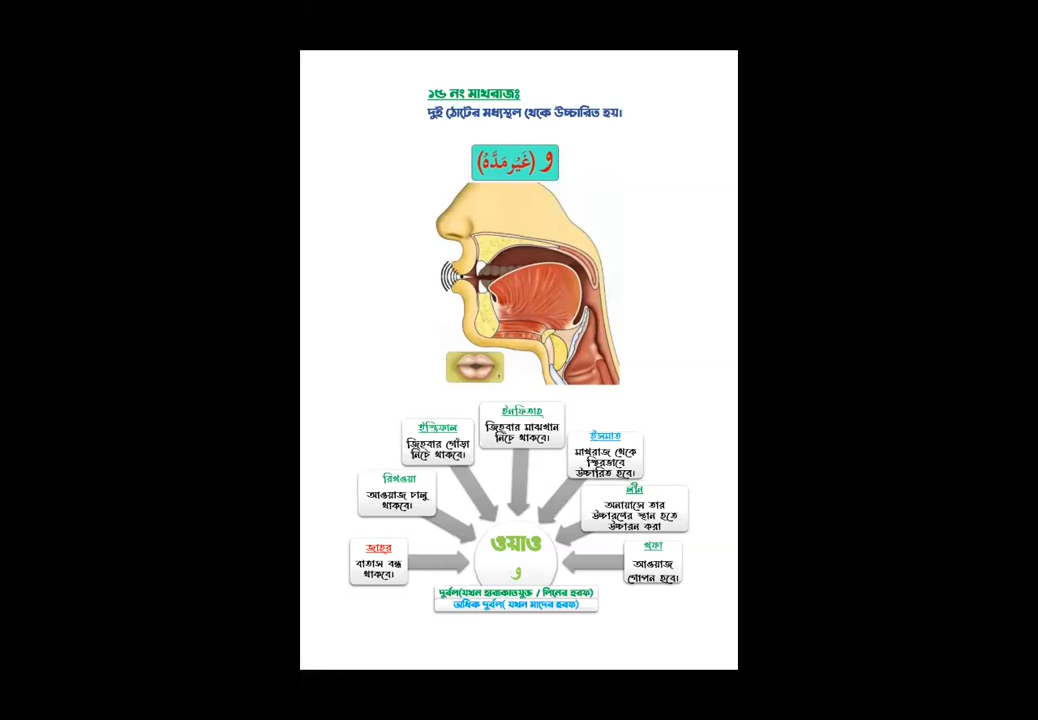 ১৫ নং মাখরাজঃ
দুই ঠোটের মধ্যস্থল থেকে উচ্চারিত হয়।
و (غَيْر مَدَّهْ)
ইনফিতাহ
জিহবার মাঝখান
নিচে থাকবে।
ইস্তিফাল
জিহবার গোঁড়া
নিচে থাকবে।
ইসমাত
মাখরাজ থেকে
স্থিরভাবে
উচ্চারিত হবে।
রিখওয়া
আওয়াজ চালু
থাকবে।
লীন
অনায়াসে তার
উচ্চারণের স্থান হতে
উচ্চারন করা
জাহর
বাতাস বন্ধ
থাকবে।
ওয়াও
و
খফা
আওয়াজ
গোপন হবে।
দুর্বল(যখন হারাকাতযুক্ত / লিনের হরফ)
অধিক দুর্বল( যখন মাদের হরফ)